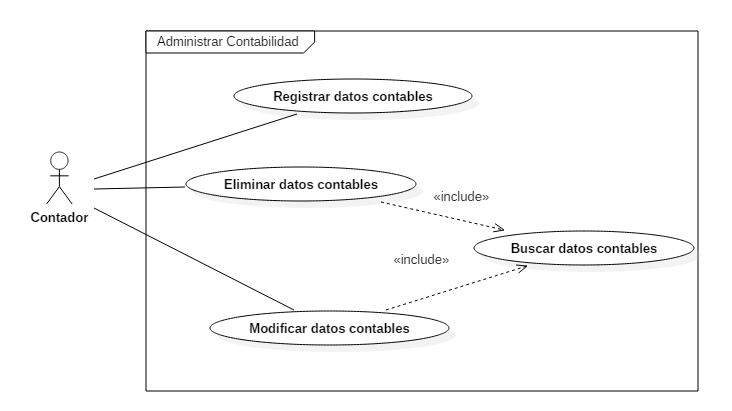 Administrar Contabilidad
Registrar datos contables
Eliminar datos contables
«include»
Contador
Buscar datos contables
«include»
Modificar datos contables